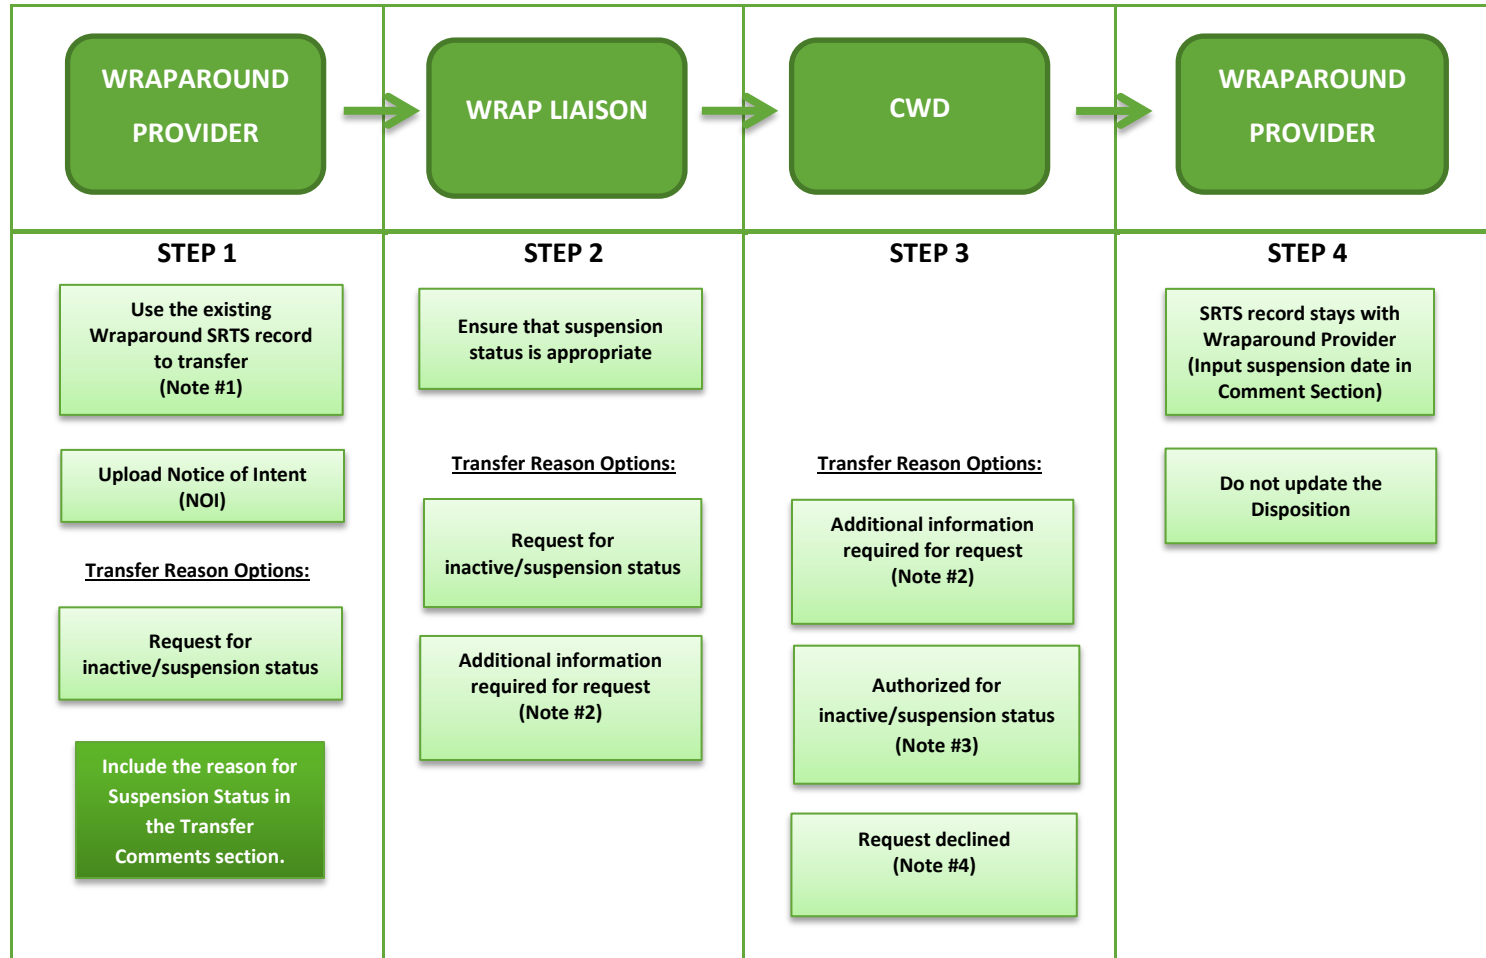 WRAPAROUND
PROVIDER
WRAP LIAISON
CWD
WRAPAROUND
PROVIDER
STEP 1
Use the existing
Wraparound SRTS record
to transfer
(Note #1)
Upload Notice of Intent
(NOI)
Transfer Reason Options:
Request for
inactive/suspension status
Include the reason for
Suspension Status in
the Transfer
Comments section.
STEP 2
Ensure that suspension
status is appropriate
Transfer Reason Options:
Request for
inactive/suspension status
Additional information
required for request
(Note #2)
STEP 3
Transfer Reason Options:
Additional information
required for request
(Note #2)
Authorized for
inactive/suspension status
(Note #3)
Request declined
(Note #4)
STEP 4
SRTS record stays with
Wraparound Provider
(Input suspension date in
Comment Section)
Do not update the
Disposition